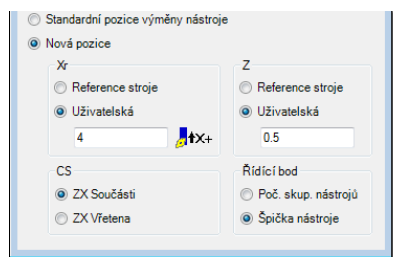 Standardní pozice výměny nástroje
Nová pozice
Xr
Reference stroje
Uživatelská
4
X+
Z
Reference stroje
Uživatelská
0.5
CS
ZX Součásti
ZX Vřetena
Řídící bod
Poč. skup. nástrojů
Špička nástroje